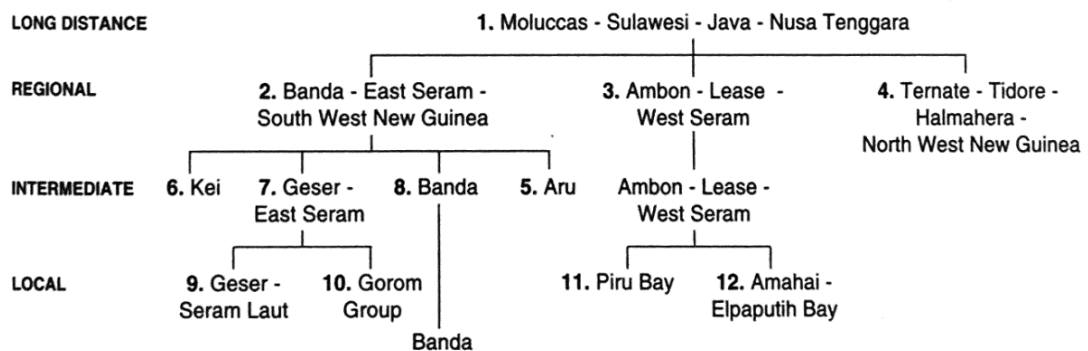 LONG DISTANCE
1. Moluccas - Sulawesi - Java - Nusa Tenggara
REGIONAL
2. Banda - East Seram -
South West New Guinea
3. Ambon - Lease -
West Seram
4. Ternate - Tidore -
Halmahera -
North West New Guinea
INTERMEDIATE
6. Kei
7. Geser -
East Seram
8. Banda
5. Aru
Ambon - Lease -
West Seram
LOCAL
9. Geser -
Seram Laut
10. Gorom
Group
Banda
11. Piru Bay
12. Amahai -
Elpaputih Bay